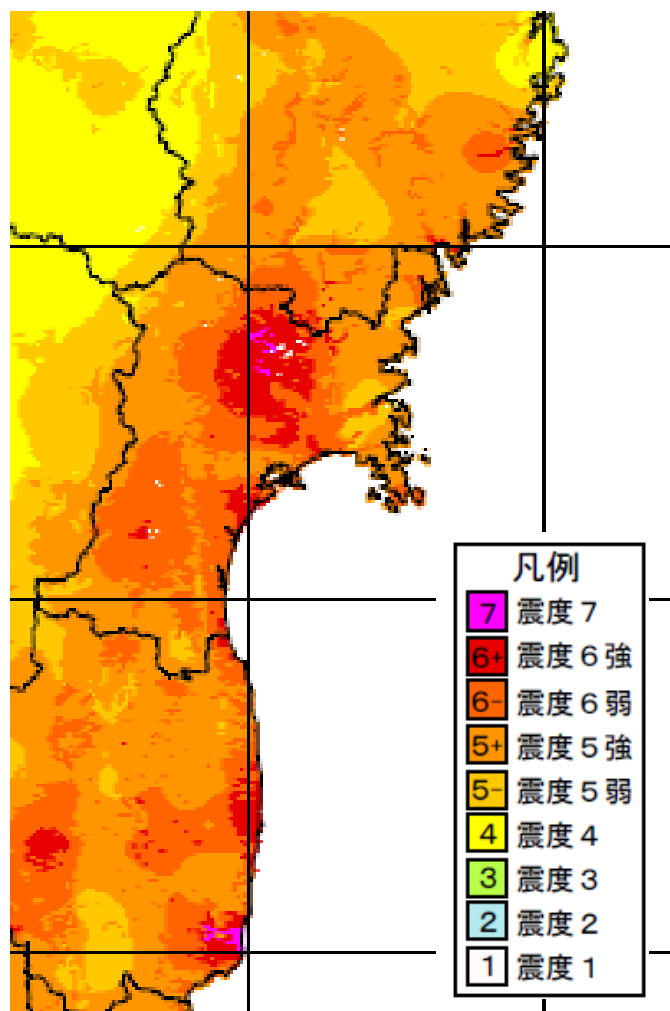 凡例
7 震度7
6+ 震度6強
6- 震度6弱
5+ 震度5強
5- 震度5弱
4 震度4
3 震度3
2 震度2
1 震度1